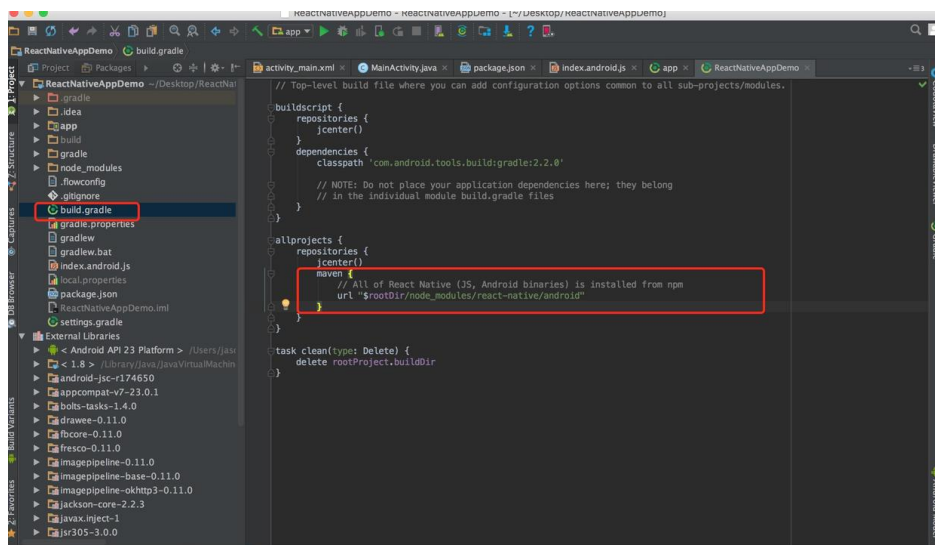 ReactNativeAppDemo - ReactNativeAppDemo - [~/Desktop/ReactNativeAppDemo]
app
ReactNativeAppDemo
build.gradle
Project
Packages
activity_main.xml
MainActivity.java
package.json
index.android.js
app
ReactNativeAppDemo
1: Project
Z: Structure
Captures
DB Browser
Build Variants
2: Favorites
ReactNativeAppDemo ~/Desktop/ReactNat
.gradle
.idea
app
build
gradle
node_modules
.flowconfig
.gitignore
build.gradle
gradle.properties
gradlew
gradlew.bat
index.android.js
local.properties
package.json
ReactNativeAppDemo.iml
settings.gradle
External Libraries
< Android API 23 Platform > /Users/jaso
< 1.8 > /Library/Java/JavaVirtualMachin
android-jsc-r174650
appcompat-v7-23.0.1
bolts-tasks-1.4.0
drawee-0.11.0
fbcore-0.11.0
fresco-0.11.0
imagepipeline-0.11.0
imagepipeline-base-0.11.0
imagepipeline-okhttp3-0.11.0
jackson-core-2.2.3
javax.inject-1
jsr305-3.0.0
// Top-level build file where you can add configuration options common to all sub-projects/modules.
buildscript {
repositories {
jcenter()
}
dependencies {
classpath 'com.android.tools.build:gradle:2.2.0'
// NOTE: Do not place your application dependencies here; they belong
// in the individual module build.gradle files
}
}
allprojects {
repositories {
jcenter()
maven {
// All of React Native (JS, Android binaries) is installed from npm
url "$rootDir/node_modules/react-native/android"
}
}
}
task clean(type: Delete) {
delete rootProject.buildDir
}